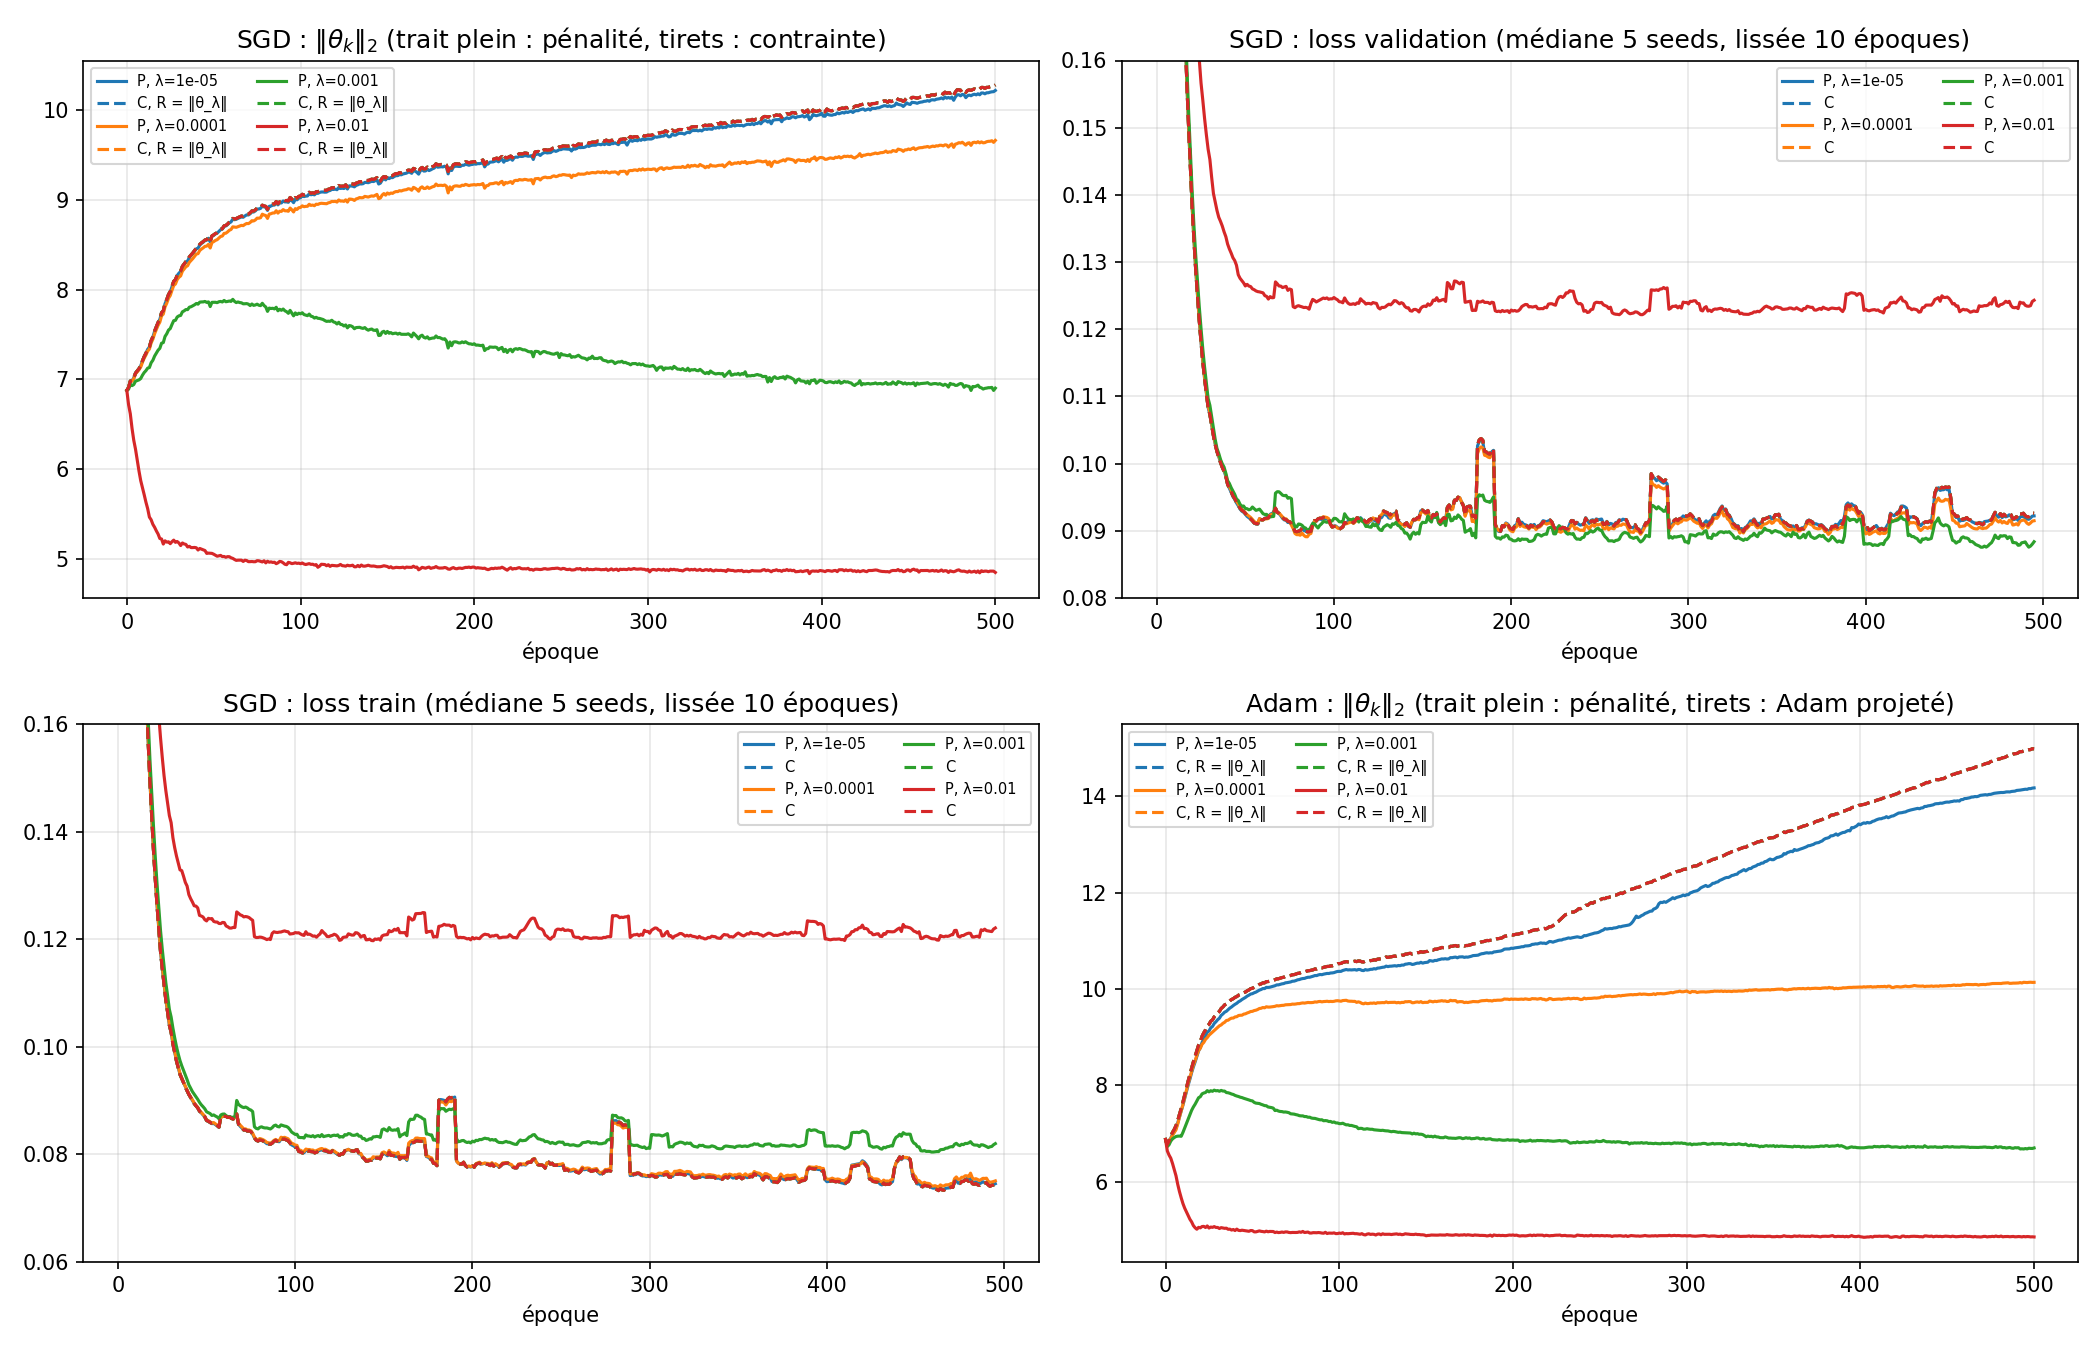 SGD : ‖θₖ‖₂ (trait plein : pénalité, tirets : contrainte)
P, λ=1e-05 P, λ=0.001
C, R = ‖θ_λ‖ C, R = ‖θ_λ‖
P, λ=0.0001 P, λ=0.01
C, R = ‖θ_λ‖ C, R = ‖θ_λ‖
10
9
8
7
6
5
0 100 200 300 400 500
époque
SGD : loss validation (médiane 5 seeds, lissée 10 époques)
P, λ=1e-05 P, λ=0.001
C C
P, λ=0.0001 P, λ=0.01
C C
0.16
0.15
0.14
0.13
0.12
0.11
0.10
0.09
0.08
0 100 200 300 400 500
époque
SGD : loss train (médiane 5 seeds, lissée 10 époques)
P, λ=1e-05 P, λ=0.001
C C
P, λ=0.0001 P, λ=0.01
C C
0.16
0.14
0.12
0.10
0.08
0.06
0 100 200 300 400 500
époque
Adam : ‖θₖ‖₂ (trait plein : pénalité, tirets : Adam projeté)
P, λ=1e-05 P, λ=0.001
C, R = ‖θ_λ‖ C, R = ‖θ_λ‖
P, λ=0.0001 P, λ=0.01
C, R = ‖θ_λ‖ C, R = ‖θ_λ‖
14
12
10
8
6
0 100 200 300 400 500
époque